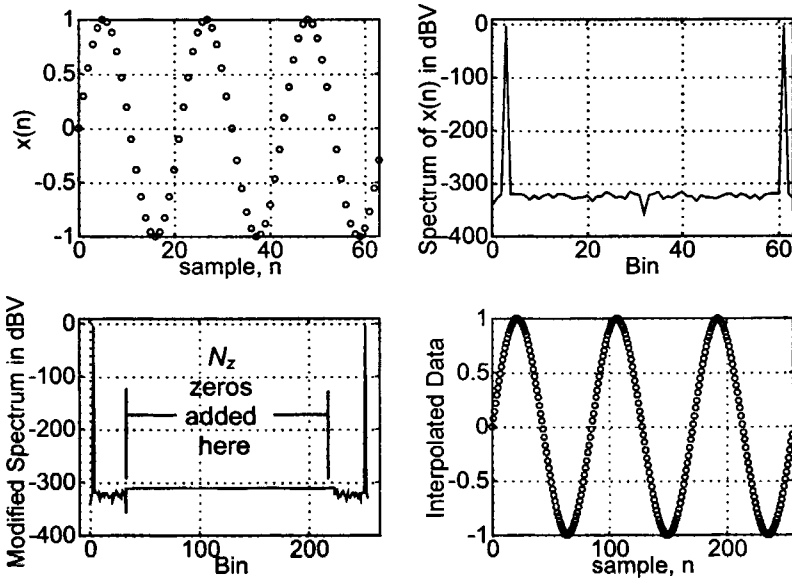 1
0.5
0
-0.5
-1
x(n)
0
20
40
60
sample, n
0
-100
-200
-300
-400
Spectrum of x(n) in dBV
0
20
40
60
Bin
0
-100
-200
-300
-400
Modified Spectrum in dBV
N_z
zeros
added
here
0
100
200
Bin
1
0.5
0
-0.5
-1
Interpolated Data
0
100
200
sample, n